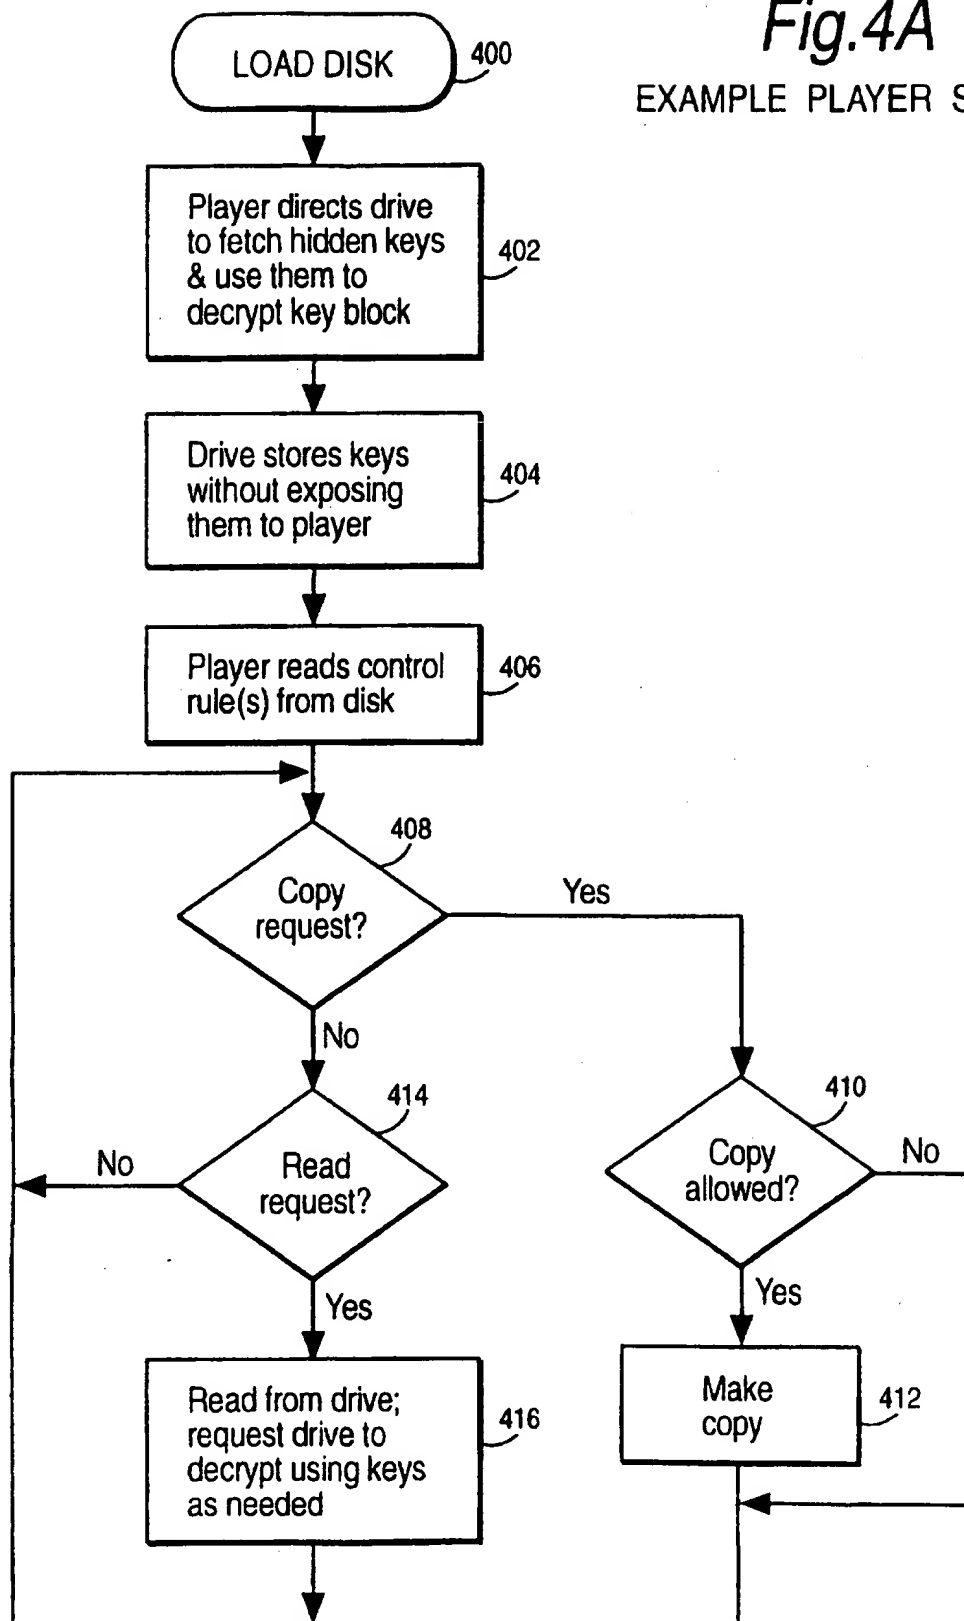 Fig.4A
EXAMPLE PLAYER S
LOAD DISK
400
Player directs drive
to fetch hidden keys
& use them to
decrypt key block
402
Drive stores keys
without exposing
them to player
404
Player reads control
rule(s) from disk
406
Copy
request?
408
Yes
No
Read
request?
414
No
Yes
Copy
allowed?
410
No
Yes
Read from drive;
request drive to
decrypt using keys
as needed
416
Make
copy
412